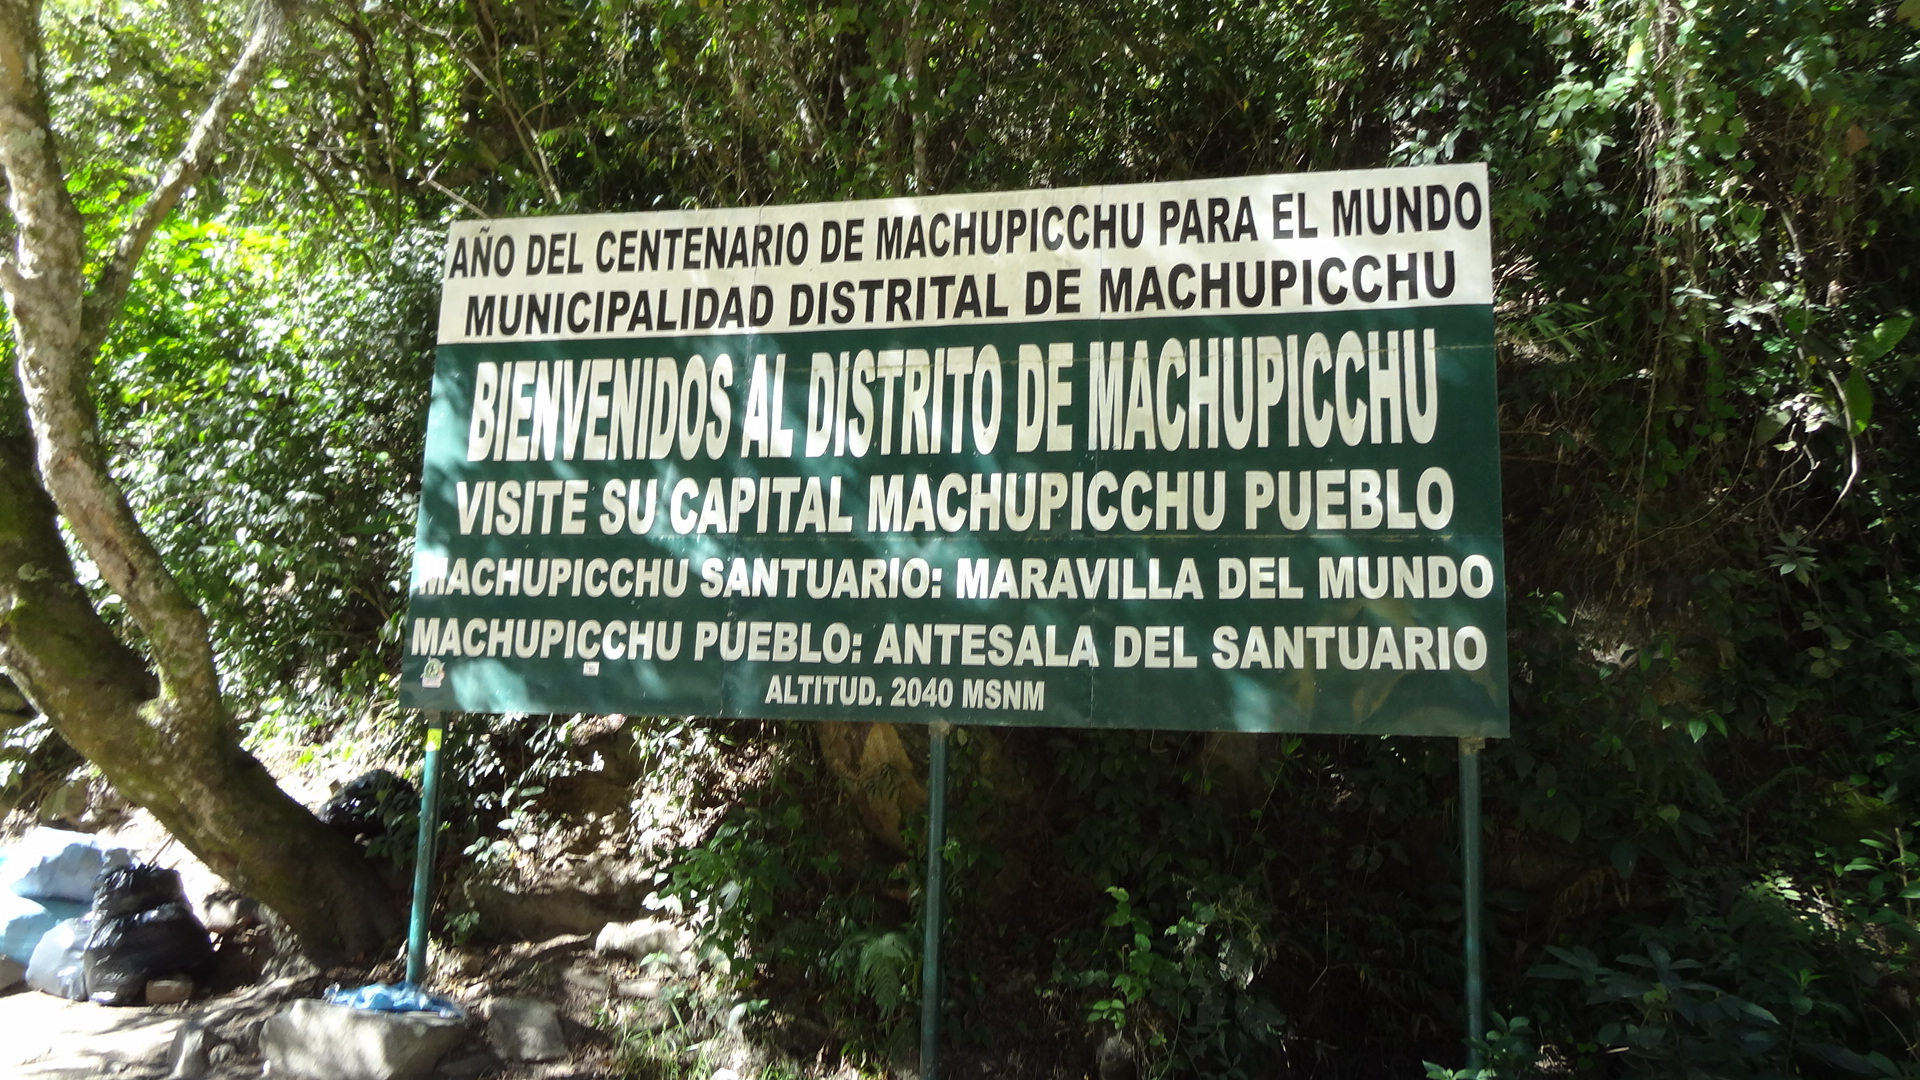 AÑO DEL CENTENARIO DE MACHUPICCHU PARA EL MUNDO
MUNICIPALIDAD DISTRITAL DE MACHUPICCHU
BIENVENIDOS AL DISTRITO DE MACHUPICCHU
VISITE SU CAPITAL MACHUPICCHU PUEBLO
MACHUPICCHU SANTUARIO: MARAVILLA DEL MUNDO
MACHUPICCHU PUEBLO: ANTESALA DEL SANTUARIO
ALTITUD. 2040 MSNM